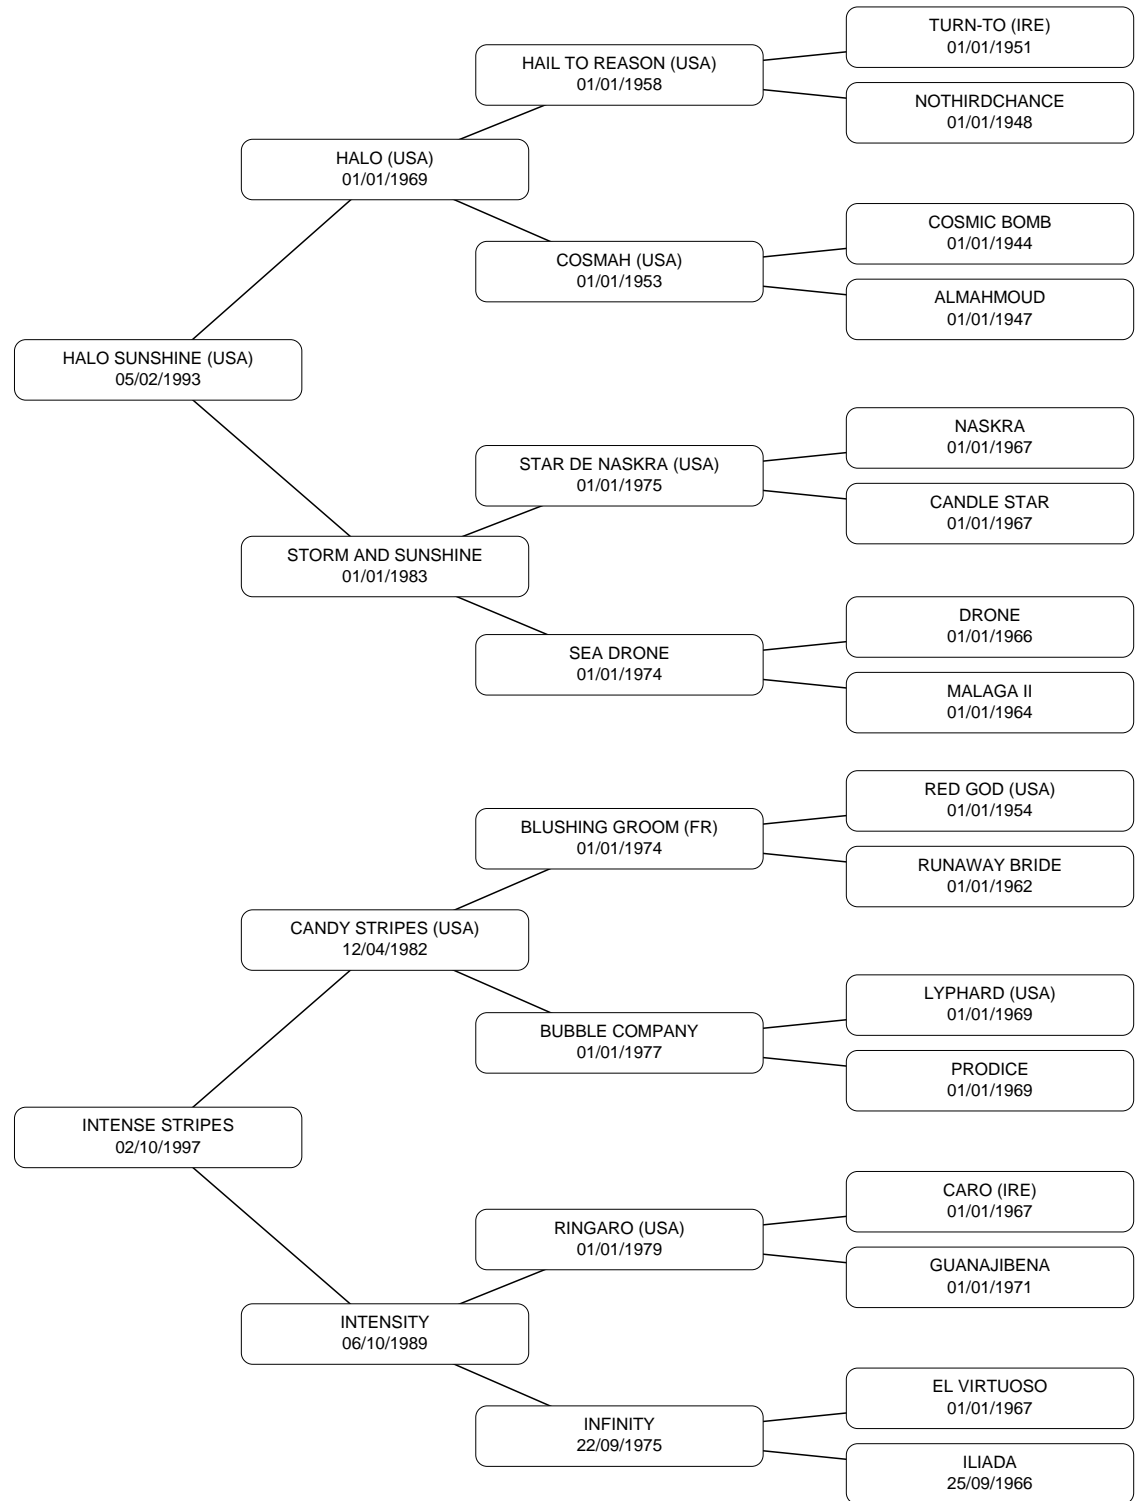 TURN-TO (IRE)
01/01/1951
HAIL TO REASON (USA)
01/01/1958
NOTHIRDCHANCE
01/01/1948
HALO (USA)
01/01/1969
COSMIC BOMB
01/01/1944
COSMAH (USA)
01/01/1953
ALMAHMOUD
01/01/1947
HALO SUNSHINE (USA)
05/02/1993
NASKRA
01/01/1967
STAR DE NASKRA (USA)
01/01/1975
CANDLE STAR
01/01/1967
STORM AND SUNSHINE
01/01/1983
DRONE
01/01/1966
SEA DRONE
01/01/1974
MALAGA II
01/01/1964
RED GOD (USA)
01/01/1954
BLUSHING GROOM (FR)
01/01/1974
RUNAWAY BRIDE
01/01/1962
CANDY STRIPES (USA)
12/04/1982
LYPHARD (USA)
01/01/1969
BUBBLE COMPANY
01/01/1977
PRODICE
01/01/1969
INTENSE STRIPES
02/10/1997
CARO (IRE)
01/01/1967
RINGARO (USA)
01/01/1979
GUANAJIBENA
01/01/1971
INTENSITY
06/10/1989
EL VIRTUOSO
01/01/1967
INFINITY
22/09/1975
ILIADA
25/09/1966